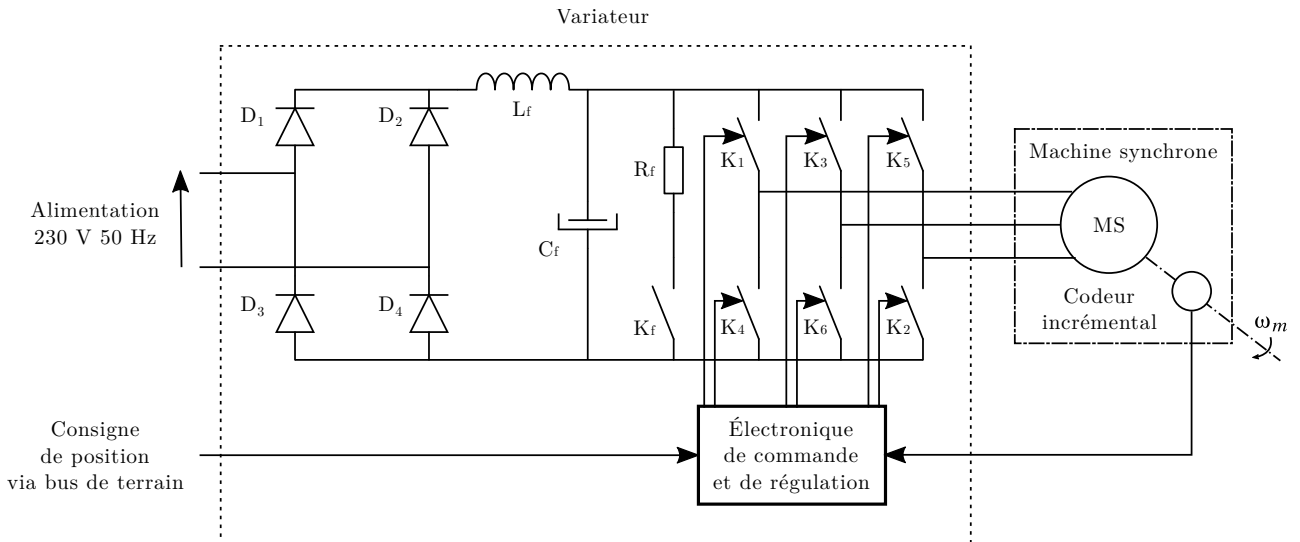 Variateur
D1
D2
Lf
Rf
Cf
Kf
K1
K3
K5
K4
K6
K2
D3
D4
Alimentation
230 V 50 Hz
Machine synchrone
MS
Codeur
incrémental
ωm
Consigne
de position
via bus de terrain
Électronique
de commande
et de régulation